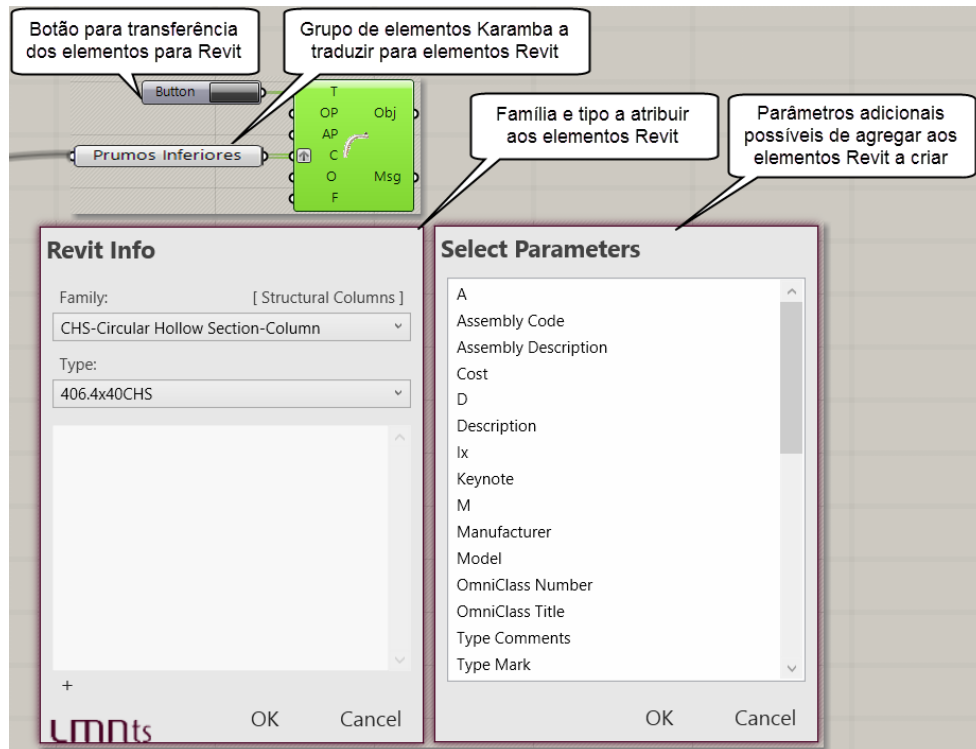 Botão para transferência
dos elementos para Revit
Grupo de elementos Karamba a
traduzir para elementos Revit
Button
T
OP
AP
C
O
F
Obj
Msg
Prumos Inferiores
Família e tipo a atribuir
aos elementos Revit
Parâmetros adicionais
possíveis de agregar aos
elementos Revit a criar
Revit Info
Family:
[ Structural Columns ]
CHS-Circular Hollow Section-Column
Type:
406.4x40CHS
+
LMNts
OK
Cancel
Select Parameters
A
Assembly Code
Assembly Description
Cost
D
Description
Ix
Keynote
M
Manufacturer
Model
OmniClass Number
OmniClass Title
Type Comments
Type Mark
OK
Cancel